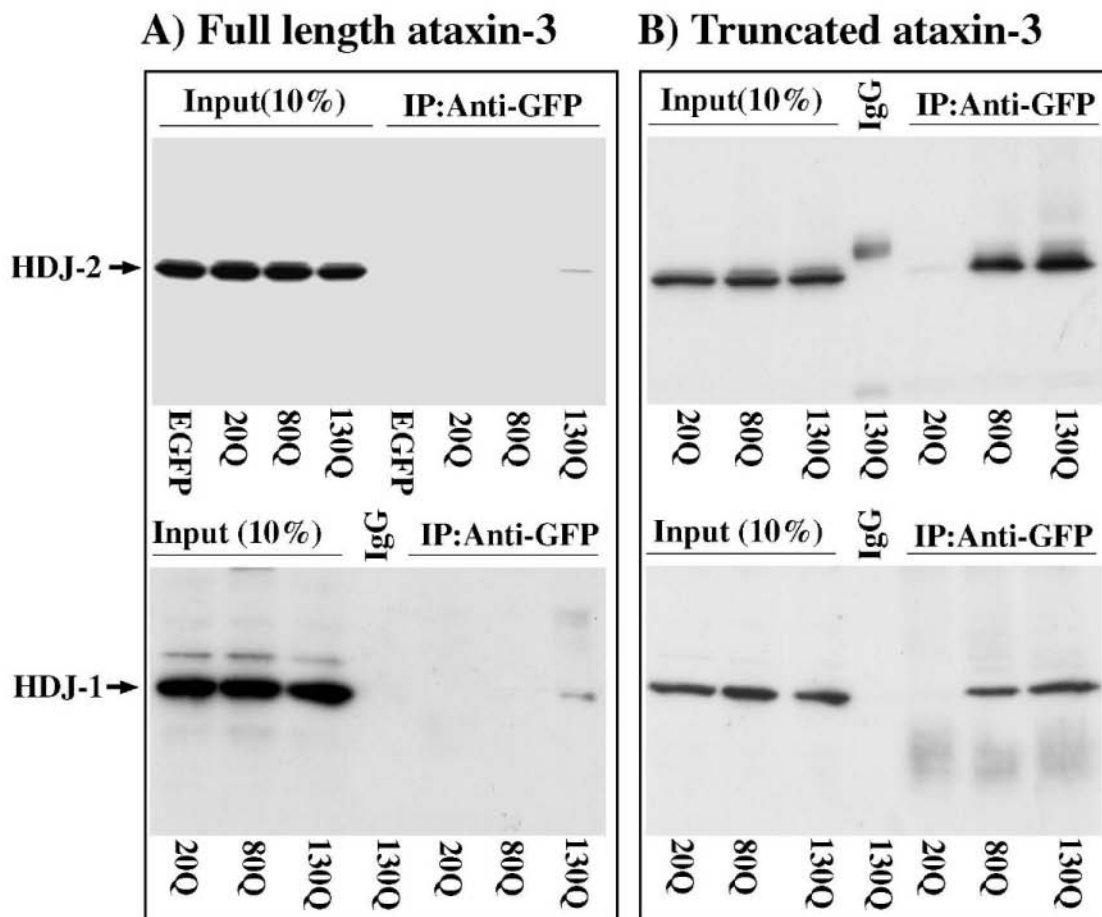 A) Full length ataxin-3
B) Truncated ataxin-3
Input(10%) IP:Anti-GFP
HDJ-2
EGFP 20Q 80Q 130Q EGFP 20Q 80Q 130Q
Input (10%) IgG IP:Anti-GFP
HDJ-1
20Q 80Q 130Q 130Q 20Q 80Q 130Q
Input(10%) IgG IP:Anti-GFP
20Q 80Q 130Q 130Q 20Q 80Q 130Q
Input (10%) IgG IP:Anti-GFP
20Q 80Q 130Q 130Q 20Q 80Q 130Q